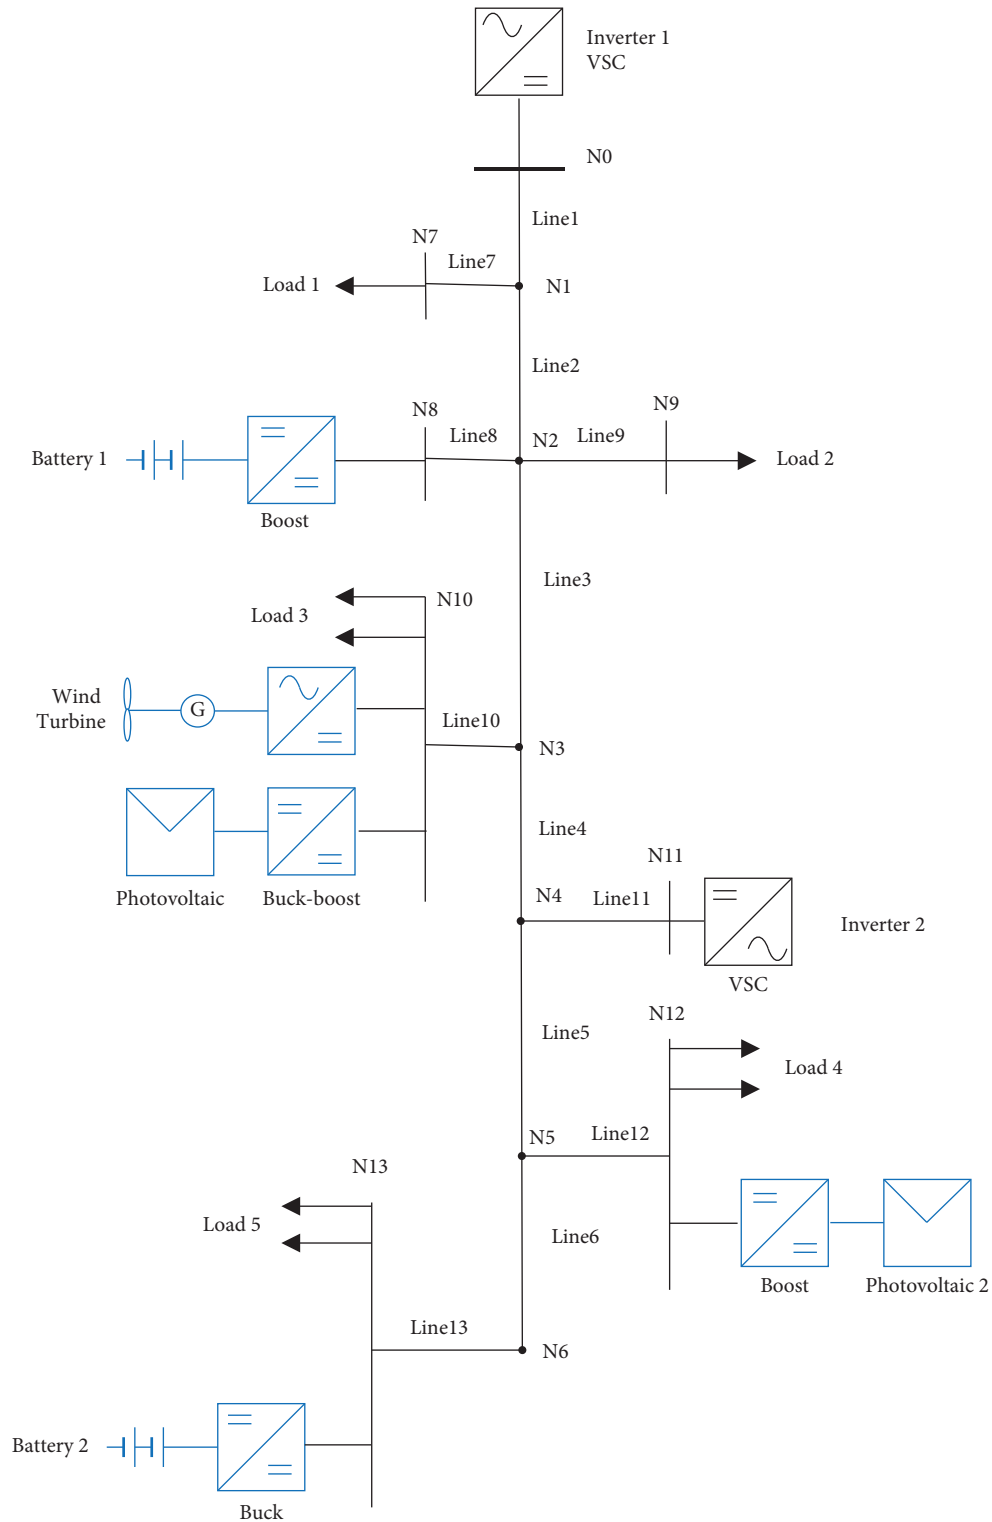 Inverter 1
VSC
N0
Line1
N7
Line7
Load 1
N1
Line2
N8
N9
Line8
N2
Line9
Battery 1
Load 2
Boost
Line3
N10
Load 3
Wind
Turbine
G
Line10
N3
Line4
N11
Photovoltaic
Buck-boost
N4
Line11
Inverter 2
VSC
N12
Line5
Load 4
N5
Line12
N13
Load 5
Line6
Boost
Photovoltaic 2
Line13
N6
Battery 2
Buck